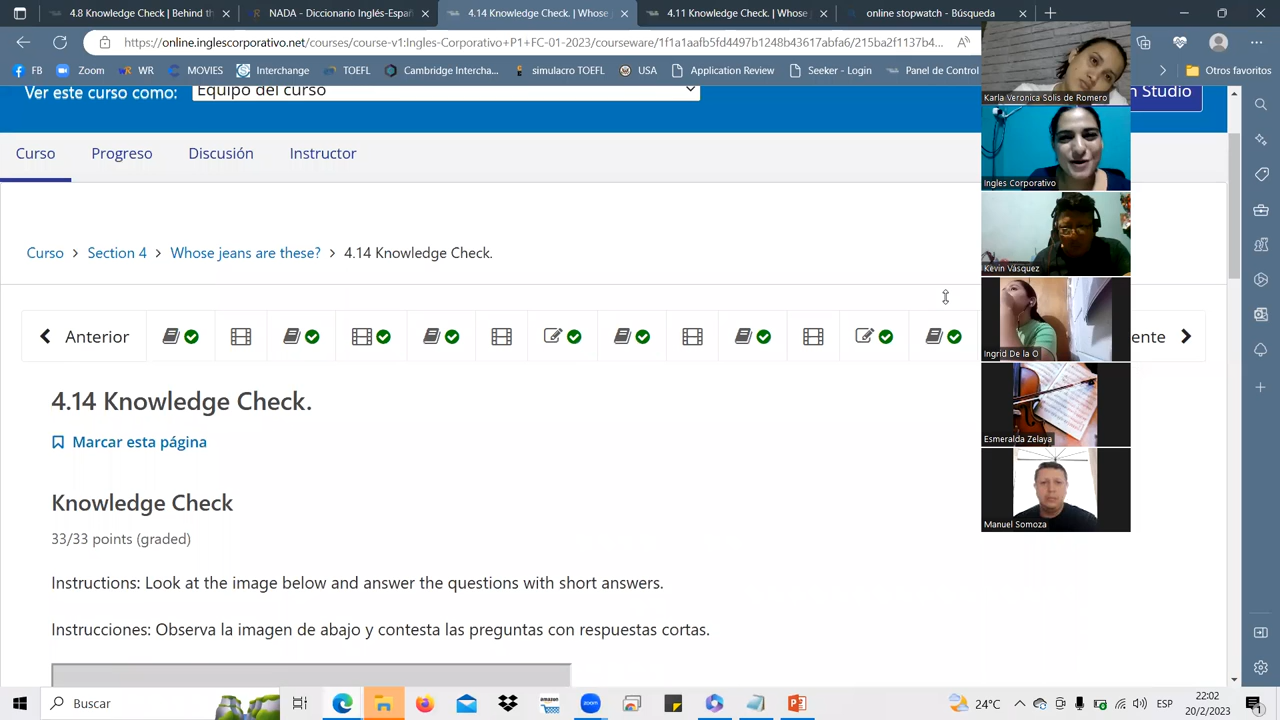 4.8 Knowledge Check | Behind th
NADA - Diccionario Inglés-Españ
4.14 Knowledge Check. | Whose
4.11 Knowledge Check. | Whose
online stopwatch - Búsqueda
https://online.inglescorporativo.net/courses/course-v1:Ingles-Corporativo+P1+FC-01-2023/courseware/1f1a1aafb5fd4497b1248b43617abfa6/215ba2f1137b4...
FB
Zoom
WR
MOVIES
Interchange
TOEFL
Cambridge Intercha...
simulacro TOEFL
USA
Application Review
Seeker - Login
Panel de Control
Otros favoritos
Ver este curso como:
Equipo del curso
n Studio
Curso
Progreso
Discusión
Instructor
Curso > Section 4 > Whose jeans are these? > 4.14 Knowledge Check.
Anterior
ente
4.14 Knowledge Check.
Marcar esta página
Knowledge Check
33/33 points (graded)
Instructions: Look at the image below and answer the questions with short answers.
Instrucciones: Observa la imagen de abajo y contesta las preguntas con respuestas cortas.
Karla Veronica Solis de Romero
Ingles Corporativo
Kevin Vásquez
Ingrid De la O
Esmeralda Zelaya
Manuel Somoza
Buscar
24°C
ESP
22:02
20/2/2023
1